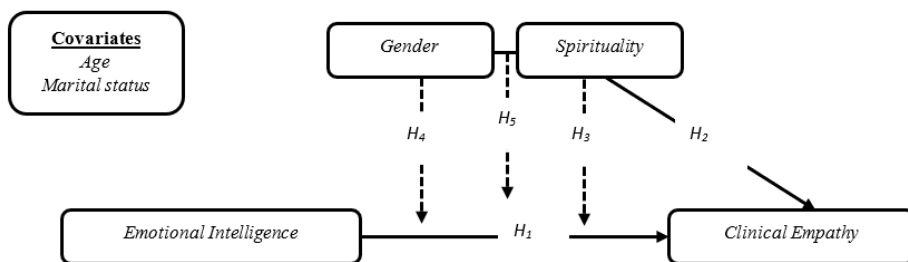 Covariates
Age
Marital status
Gender
Spirituality
H4
H5
H3
H2
Emotional Intelligence
H1
Clinical Empathy